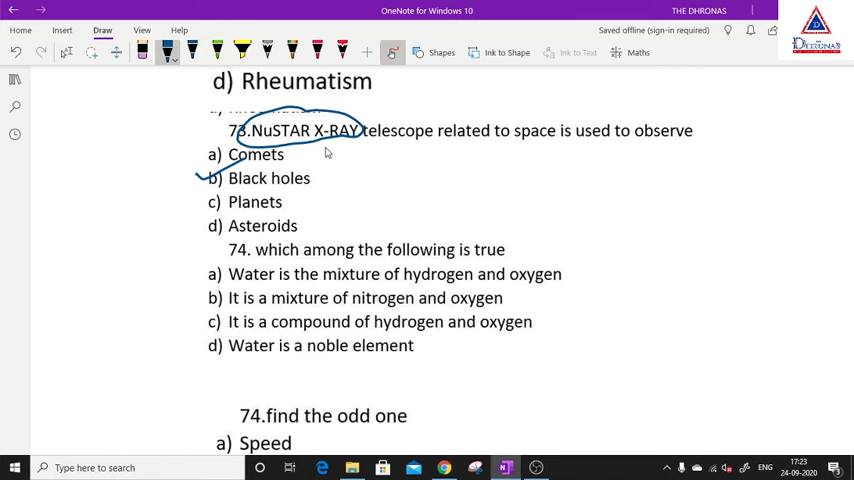 OneNote for Windows 10
THE DHRONAS
Home Insert Draw View Help
Saved offline (sign-in required)
Shapes Ink to Shape Ink to Text Maths
D
DHRONA'S
d) Rheumatism
73.NuSTAR X-RAY telescope related to space is used to observe
a) Comets
b) Black holes
c) Planets
d) Asteroids
74. which among the following is true
a) Water is the mixture of hydrogen and oxygen
b) It is a mixture of nitrogen and oxygen
c) It is a compound of hydrogen and oxygen
d) Water is a noble element
74.find the odd one
a) Speed
Type here to search
ENG
17:23
24-09-2020
3